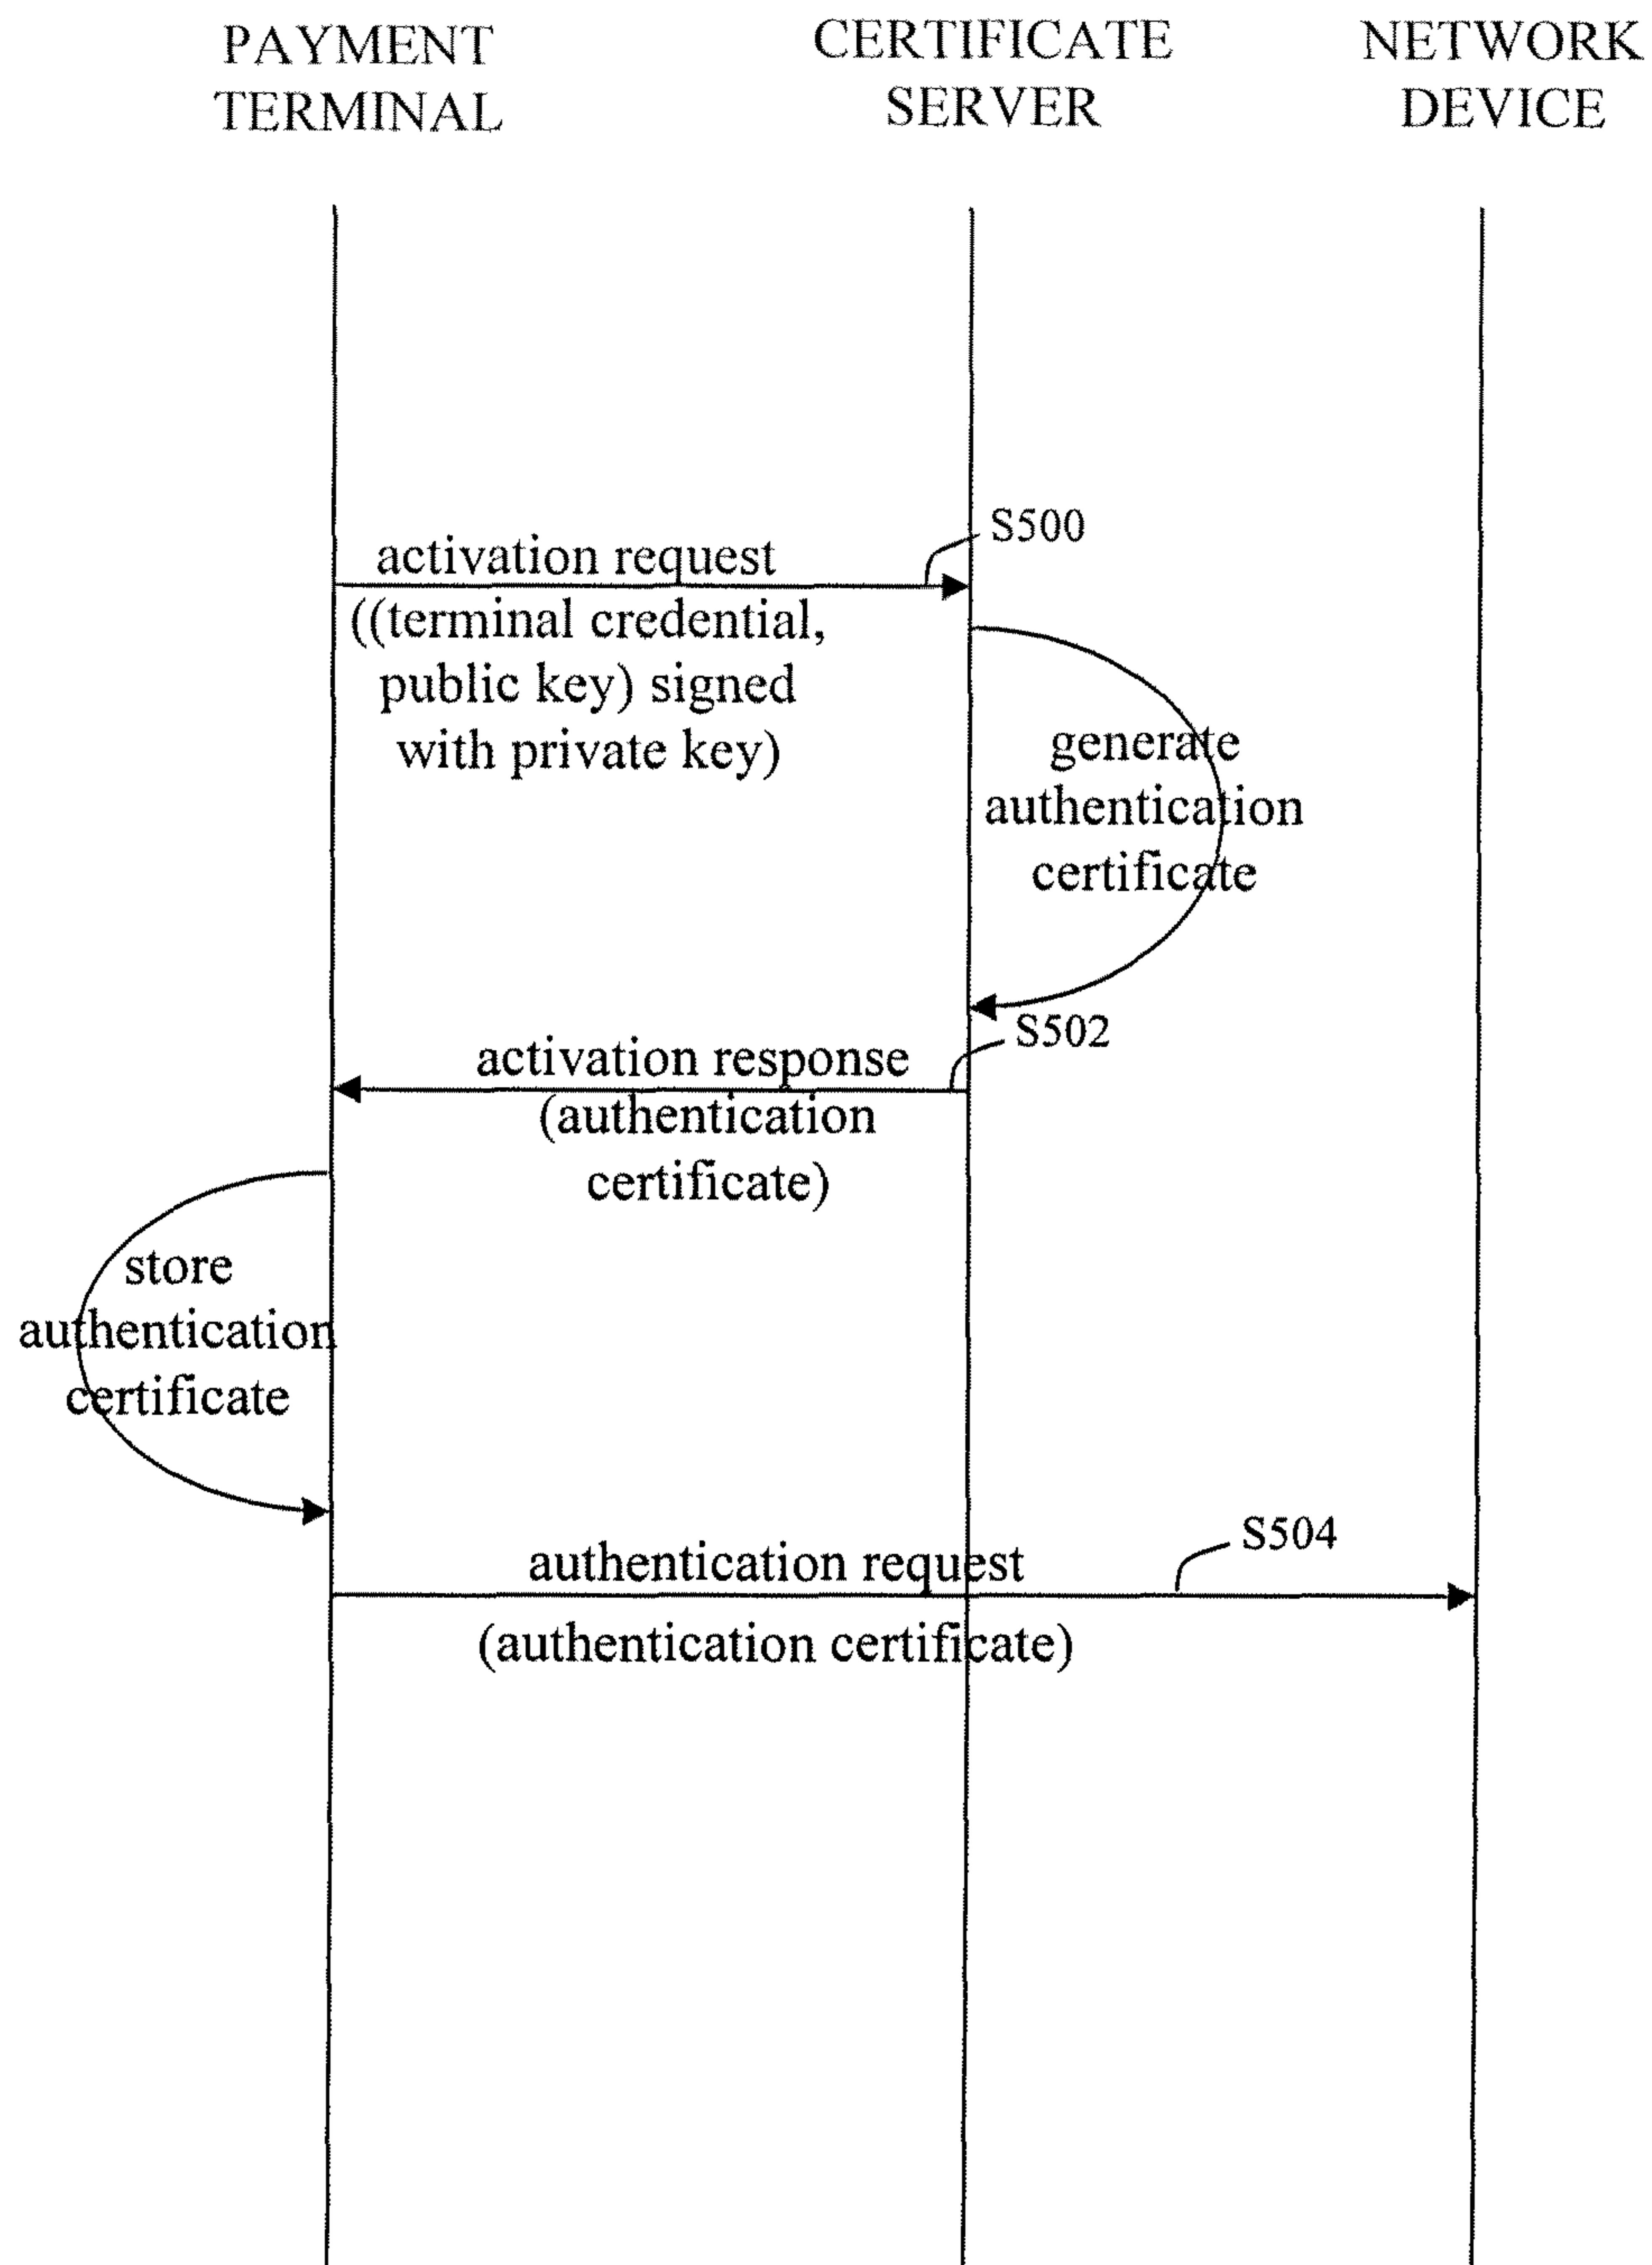 PAYMENT
TERMINAL
CERTIFICATE
SERVER
NETWORK
DEVICE
S500
activation request
((terminal credential,
public key) signed
with private key)
generate
authentication
certificate
S502
activation response
(authentication
certificate)
store
authentication
certificate
S504
authentication request
(authentication certificate)